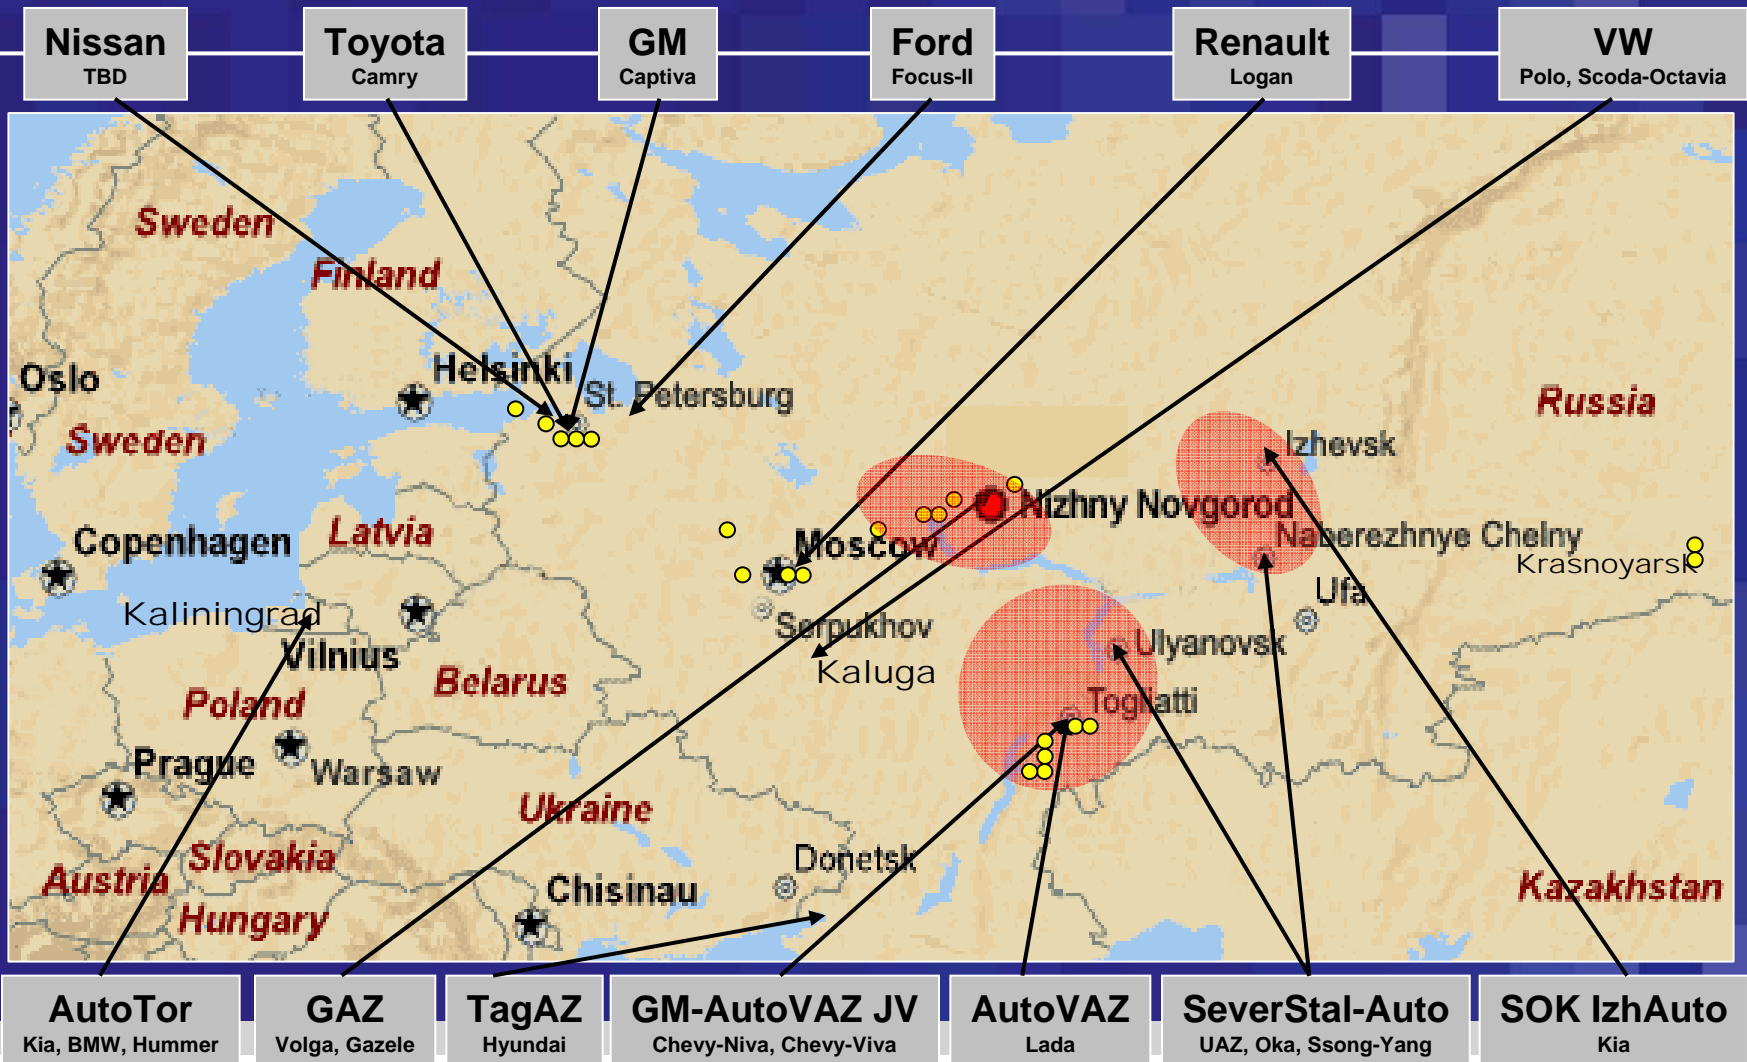 Nissan
TBD
Toyota
Camry
GM
Captiva
Ford
Focus-II
Renault
Logan
VW
Polo, Scoda-Octavia
Sweden
Finland
Oslo
Helsinki
St. Petersburg
Russia
Sweden
Izhevsk
Nizhny Novgorod
Copenhagen
Latvia
Moscow
Naberezhnye Chelny
Krasnoyarsk
Kaliningrad
Ufa
Serpukhov
Ulyanovsk
Vilnius
Kaluga
Belarus
Poland
Togliatti
Prague
Warsaw
Ukraine
Slovakia
Donetsk
Austria
Chisinau
Kazakhstan
Hungary
AutoTor
Kia, BMW, Hummer
GAZ
Volga, Gazele
TagAZ
Hyundai
GM-AutoVAZ JV
Chevy-Niva, Chevy-Viva
AutoVAZ
Lada
SeverStal-Auto
UAZ, Oka, Ssong-Yang
SOK IzhAuto
Kia